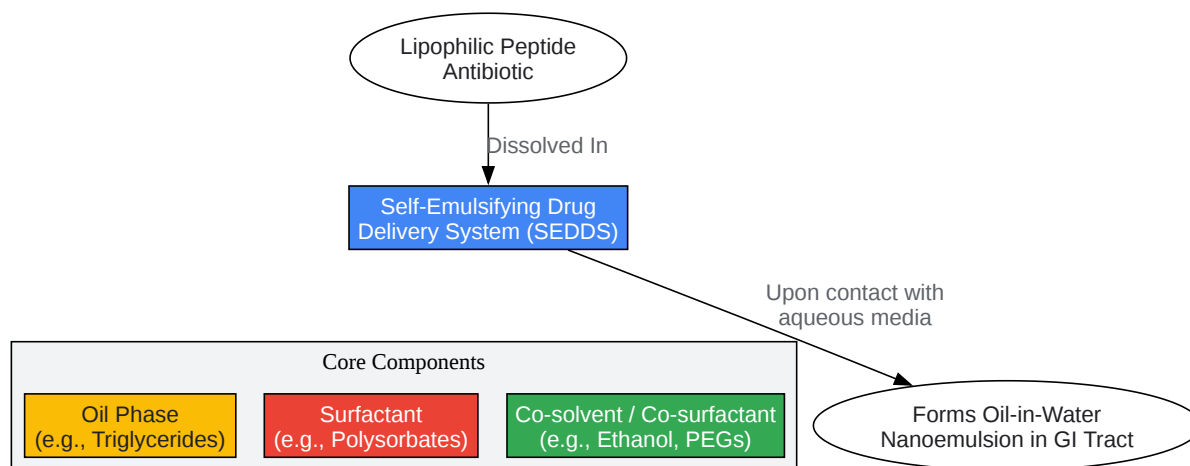 Lipophilic Peptide
Antibiotic
Dissolved In
Self-Emulsifying Drug
Delivery System (SEDDS)
Upon contact with
aqueous media
Core Components
Oil Phase
(e.g., Triglycerides)
Surfactant
(e.g., Polysorbates)
Co-solvent / Co-surfactant
(e.g., Ethanol, PEGs)
Forms Oil-in-Water
Nanoemulsion in GI Tract